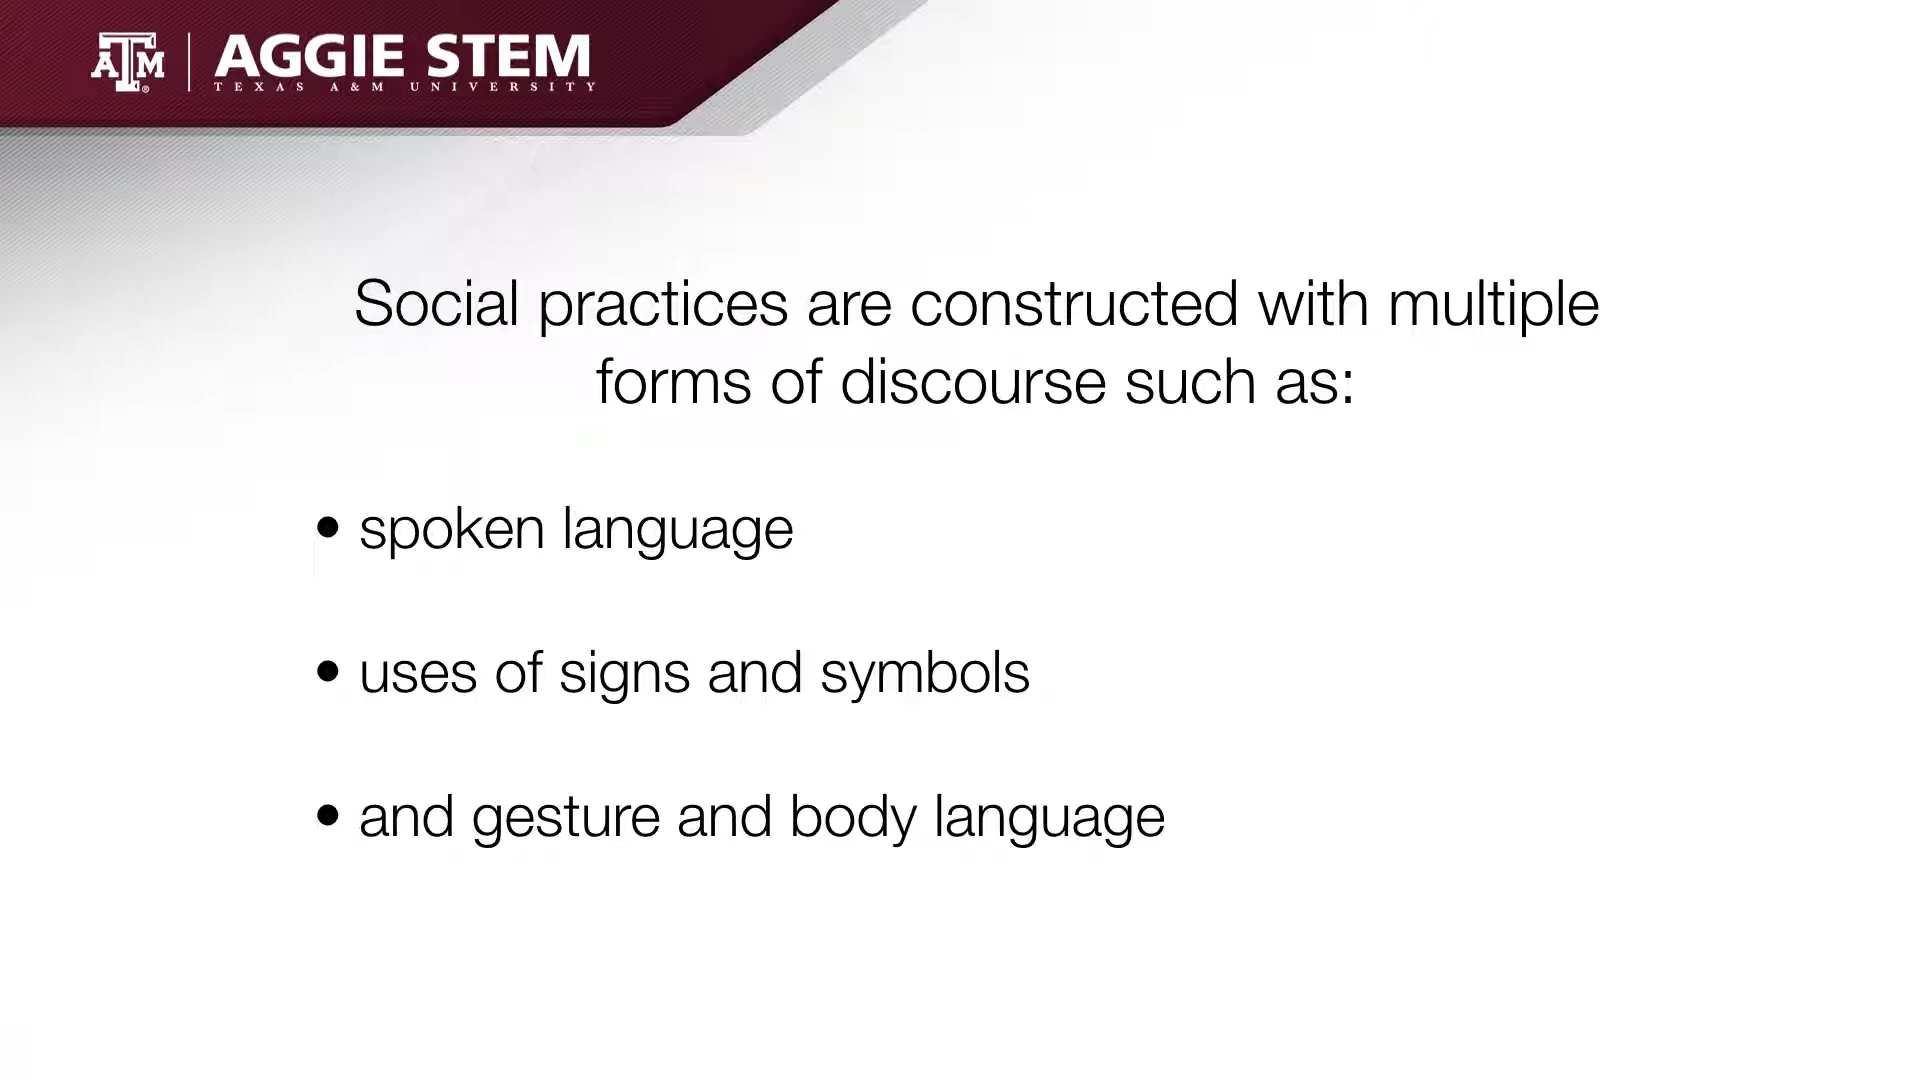 ATM® AGGIE STEM
TEXAS A&M UNIVERSITY
Social practices are constructed with multiple
forms of discourse such as:
• spoken language
• uses of signs and symbols
• and gesture and body language